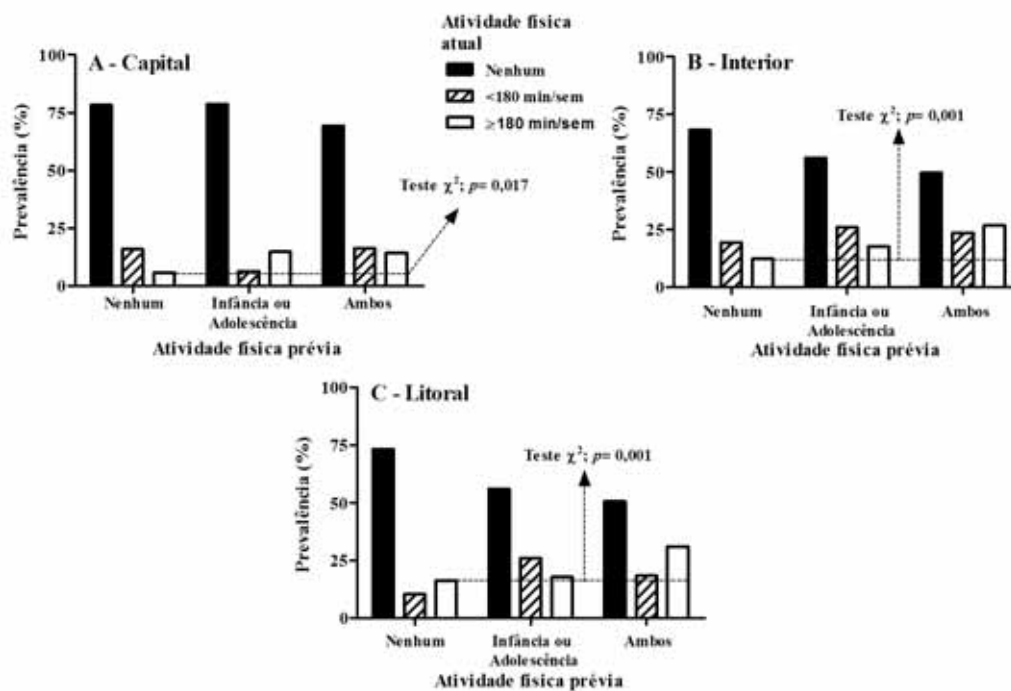 Atividade física
atual
Nenhum
<180 min/sem
≥180 min/sem
A - Capital
Prevalência (%)
100
75
50
25
0
Teste χ²; p= 0,017
Nenhum
Infância ou
Adolescência
Ambos
Atividade física prévia
B - Interior
Prevalência (%)
100
75
50
25
0
Teste χ²; p= 0,001
Nenhum
Infância ou
Adolescência
Ambos
Atividade física prévia
C - Litoral
Prevalência (%)
100
75
50
25
0
Teste χ²; p= 0,001
Nenhum
Infância ou
Adolescência
Ambos
Atividade física prévia